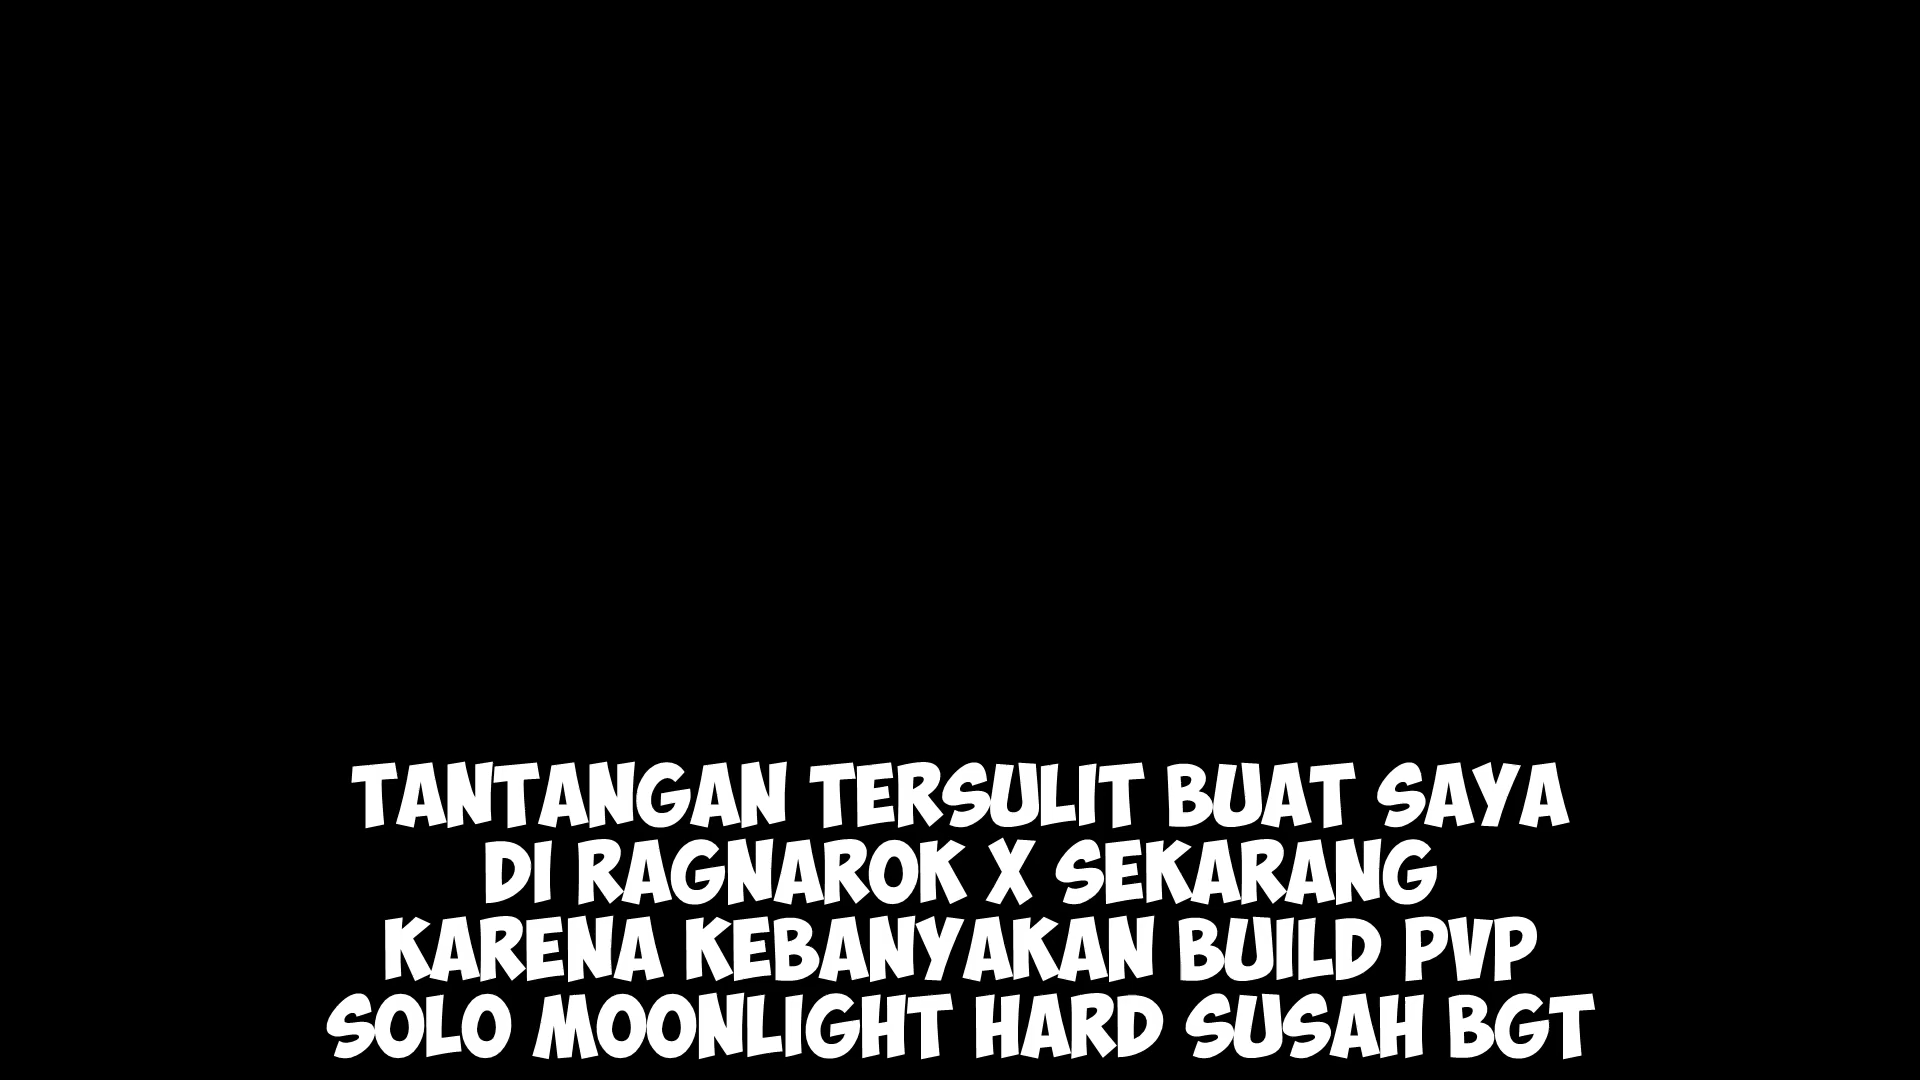 TANTANGAN TERSULIT BUAT SAYA
DI RAGNAROK X SEKARANG
KARENA KEBANYAKAN BUILD PVP
SOLO MOONLIGHT HARD SUSAH BGT